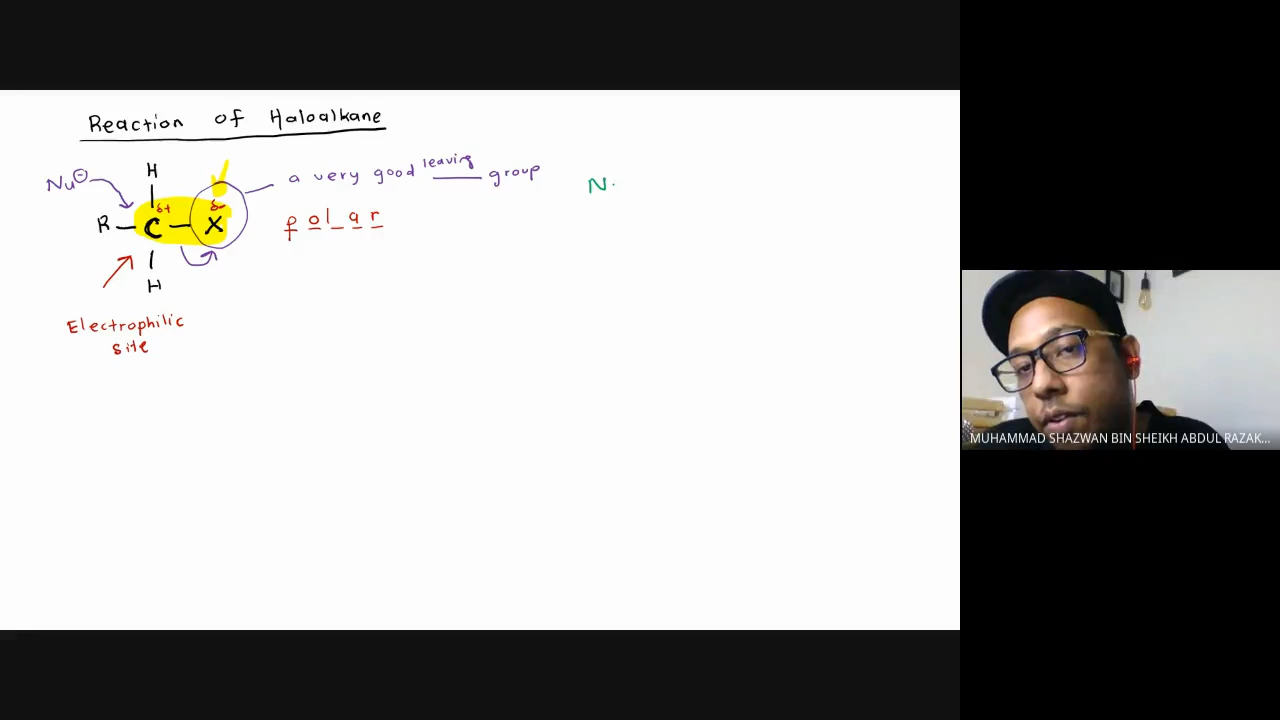 Reaction of Haloalkane
Nu⊖
H
a very good leaving group
N.
δ+
δ-
R-C-X
polar
H
Electrophilic
site
MUHAMMAD SHAZWAN BIN SHEIKH ABDUL RAZAK...